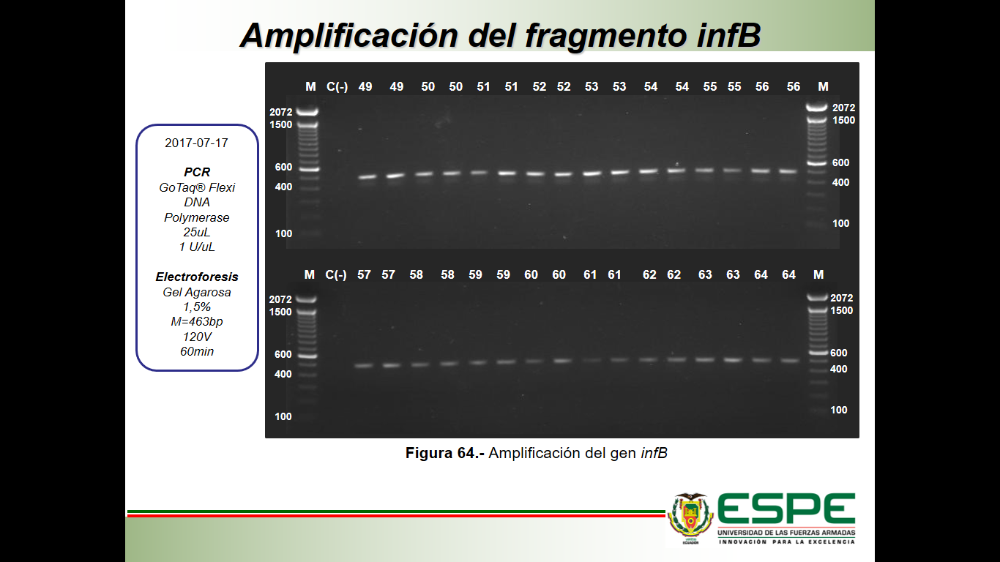 Amplificación del fragmento infB
2017-07-17
PCR
GoTaq® Flexi
DNA
Polymerase
25uL
1 U/uL
Electroforesis
Gel Agarosa
1,5%
M=463bp
120V
60min
M C(-) 49 49 50 50 51 51 52 52 53 53 54 54 55 55 56 56 M
2072 2072
1500 1500
600 600
400 400
100 100
M C(-) 57 57 58 58 59 59 60 60 61 61 62 62 63 63 64 64 M
2072 2072
1500 1500
600 600
400 400
100 100
Figura 64.- Amplificación del gen infB
ESPE
UNIVERSIDAD DE LAS FUERZAS ARMADAS
INNOVACIÓN PARA LA EXCELENCIA
ECUADOR